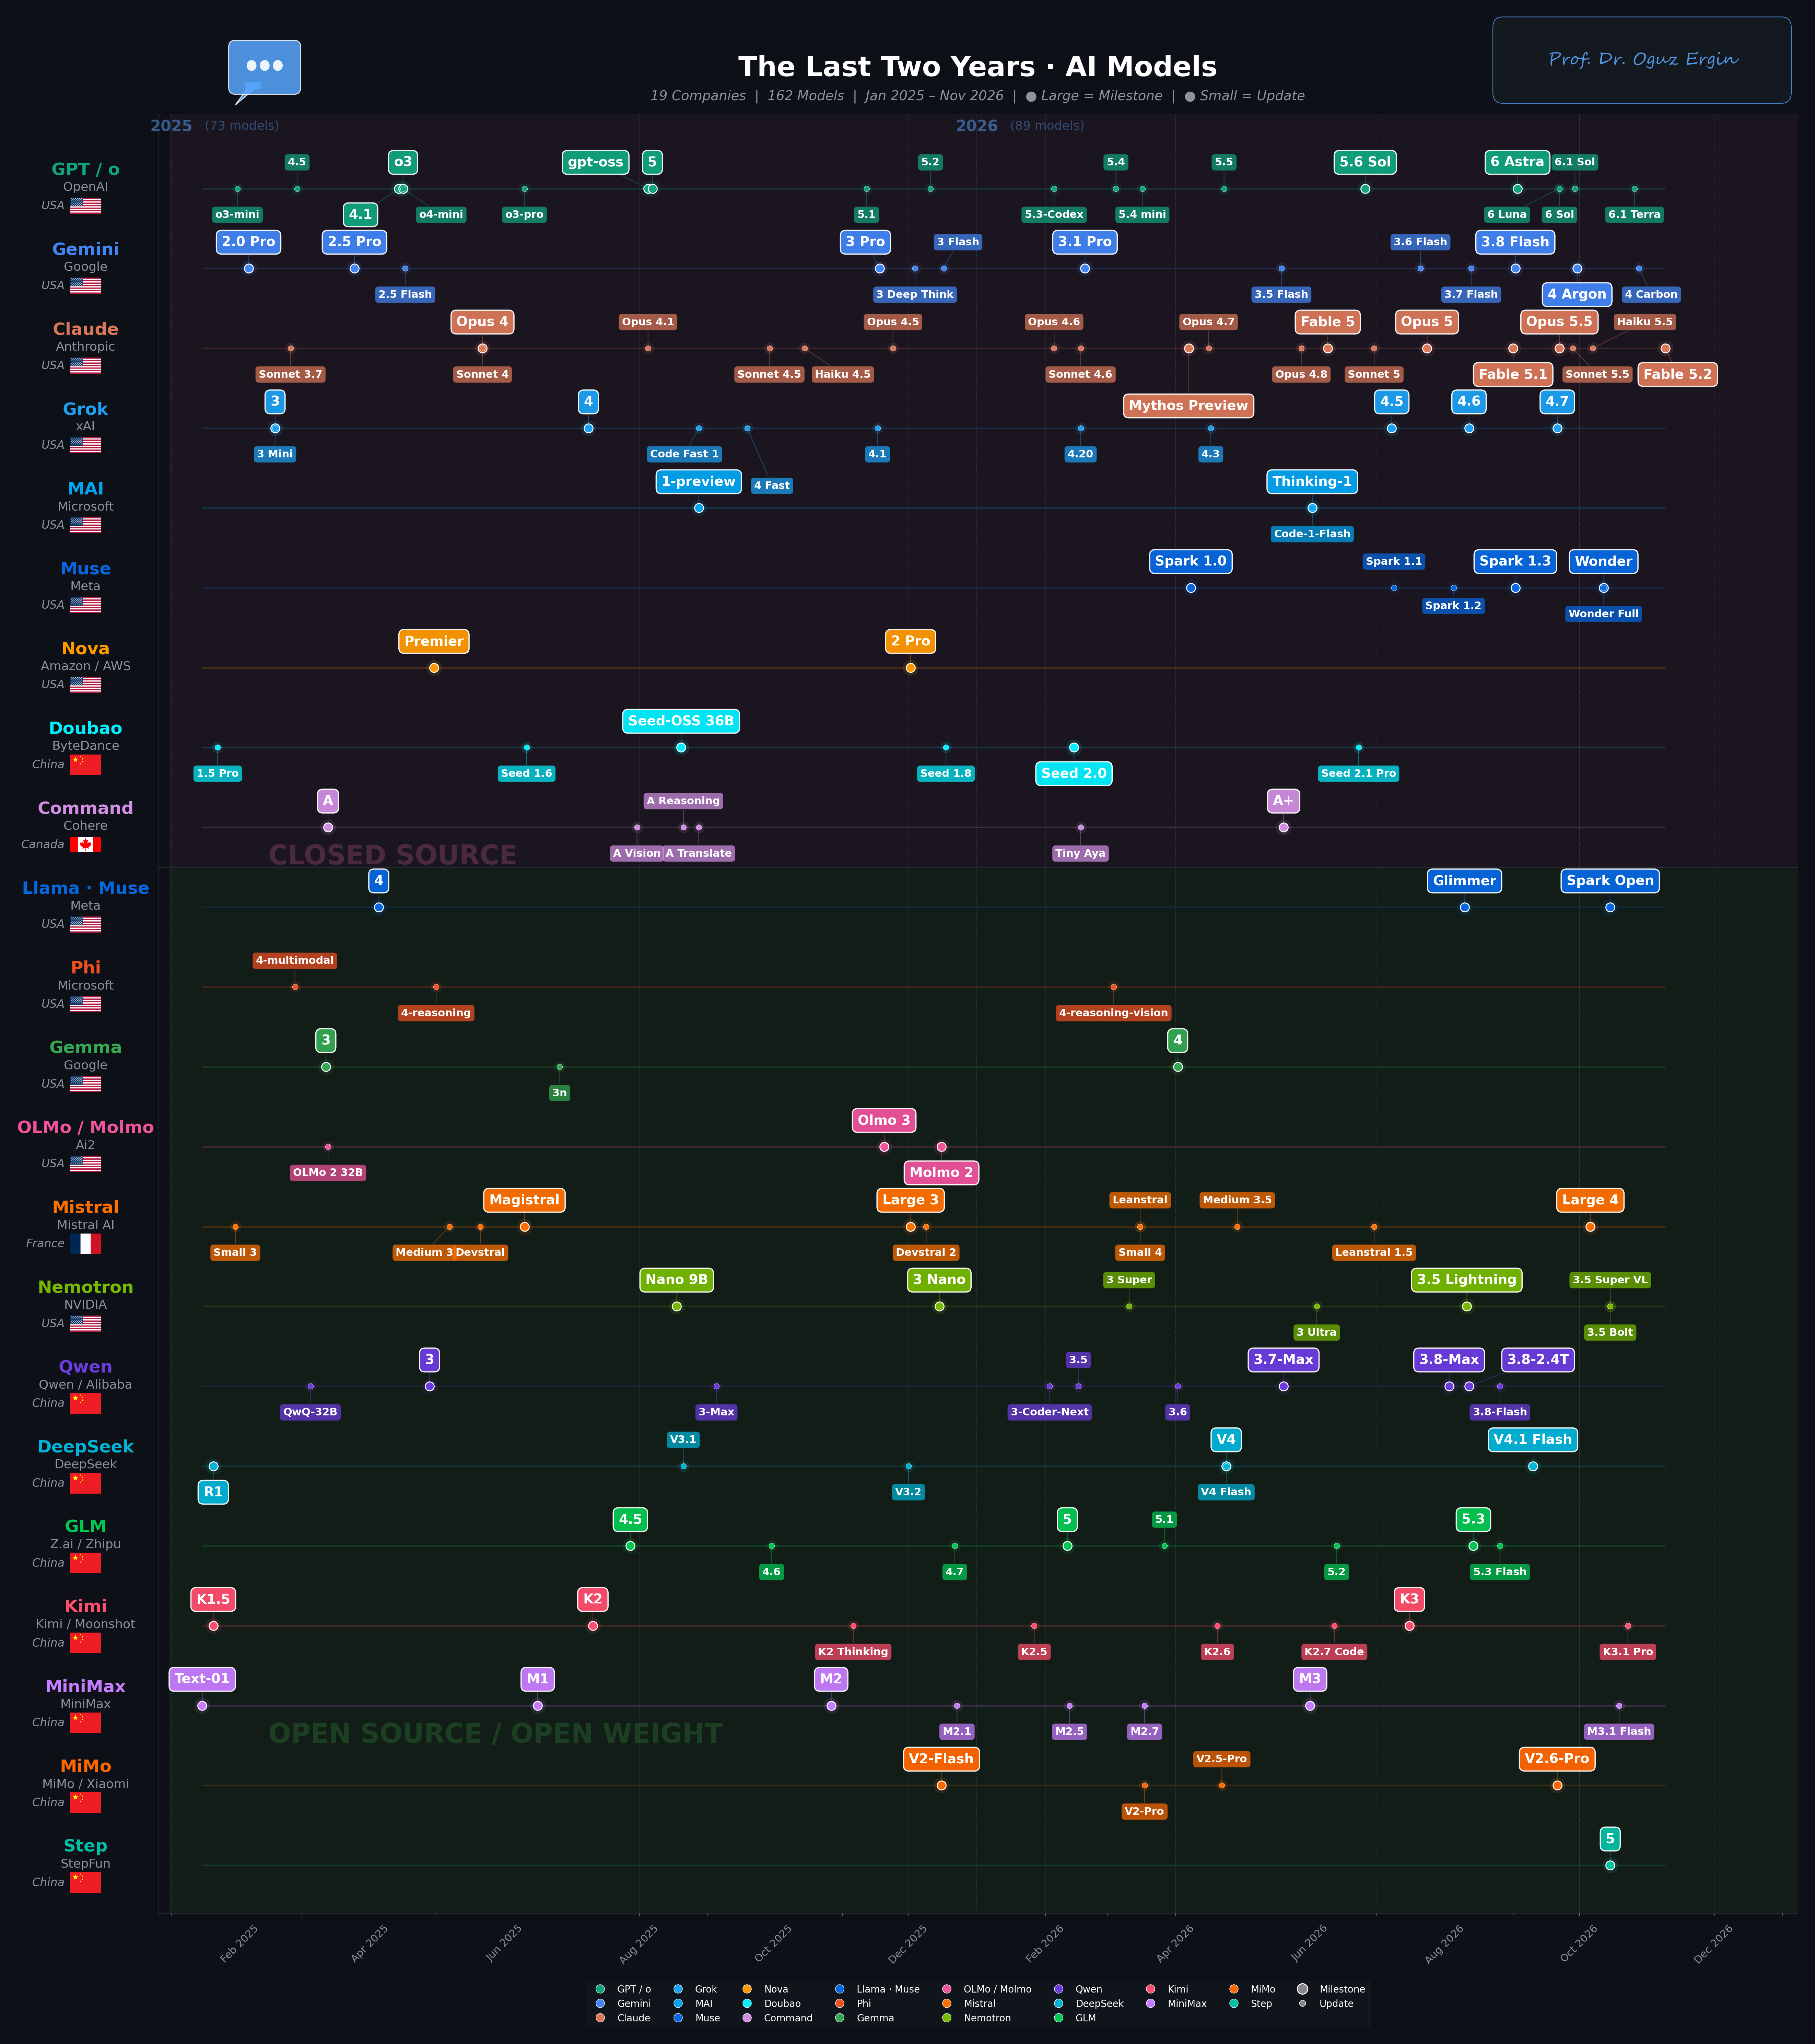 The Last Two Years · AI Models
19 Companies | 162 Models | Jan 2025 – Nov 2026 | ● Large = Milestone | ● Small = Update
Prof. Dr. Oguz Ergin
2025 (73 models)
2026 (89 models)
GPT / o
OpenAI
USA
4.5 o3 gpt-oss 5 5.2 5.4 5.5 5.6 Sol 6 Astra 6.1 Sol
o3-mini 4.1 o4-mini o3-pro 5.1 5.3-Codex 5.4 mini 6 Luna 6 Sol 6.1 Terra
Gemini
Google
USA
2.0 Pro 2.5 Pro 3 Pro 3 Flash 3.1 Pro 3.6 Flash 3.8 Flash
2.5 Flash 3 Deep Think 3.5 Flash 3.7 Flash 4 Argon 4 Carbon
Claude
Anthropic
USA
Opus 4 Opus 4.1 Opus 4.5 Opus 4.6 Opus 4.7 Fable 5 Opus 5 Opus 5.5 Haiku 5.5
Sonnet 3.7 Sonnet 4 Sonnet 4.5 Haiku 4.5 Sonnet 4.6 Opus 4.8 Sonnet 5 Fable 5.1 Sonnet 5.5 Fable 5.2
Mythos Preview
Grok
xAI
USA
3 4 4.5 4.6 4.7
3 Mini Code Fast 1 4.1 4.20 4.3
4 Fast
MAI
Microsoft
USA
1-preview Thinking-1
Code-1-Flash
Muse
Meta
USA
Spark 1.0 Spark 1.1 Spark 1.3 Wonder
Spark 1.2 Wonder Full
Nova
Amazon / AWS
USA
Premier 2 Pro
Doubao
ByteDance
China
Seed-OSS 36B
1.5 Pro Seed 1.6 Seed 1.8 Seed 2.0 Seed 2.1 Pro
Command
Cohere
Canada
A A Reasoning A+
A Vision A Translate Tiny Aya
CLOSED SOURCE
Llama · Muse
Meta
USA
4 Glimmer Spark Open
Phi
Microsoft
USA
4-multimodal
4-reasoning 4-reasoning-vision
Gemma
Google
USA
3 4
3n
OLMo / Molmo
Ai2
USA
Olmo 3
OLMo 2 32B Molmo 2
Mistral
Mistral AI
France
Magistral Large 3 Leanstral Medium 3.5 Large 4
Small 3 Medium 3 Devstral Devstral 2 Small 4 Leanstral 1.5
Nemotron
NVIDIA
USA
Nano 9B 3 Nano 3 Super 3.5 Lightning 3.5 Super VL
3 Ultra 3.5 Bolt
Qwen
Qwen / Alibaba
China
3 3.5 3.7-Max 3.8-Max 3.8-2.4T
QwQ-32B 3-Max 3-Coder-Next 3.6 3.8-Flash
DeepSeek
DeepSeek
China
V3.1 V4 V4.1 Flash
R1 V3.2 V4 Flash
GLM
Z.ai / Zhipu
China
4.5 5 5.1 5.3
4.6 4.7 5.2 5.3 Flash
Kimi
Kimi / Moonshot
China
K1.5 K2 K3
K2 Thinking K2.5 K2.6 K2.7 Code K3.1 Pro
MiniMax
MiniMax
China
Text-01 M1 M2 M3
M2.1 M2.5 M2.7 M3.1 Flash
OPEN SOURCE / OPEN WEIGHT
MiMo
MiMo / Xiaomi
China
V2-Flash V2.5-Pro V2.6-Pro
V2-Pro
Step
StepFun
China
5
Feb 2025 Apr 2025 Jun 2025 Aug 2025 Oct 2025 Dec 2025 Feb 2026 Apr 2026 Jun 2026 Aug 2026 Oct 2026 Dec 2026
GPT / o Grok Nova Llama · Muse OLMo / Molmo Qwen Kimi MiMo Milestone
Gemini MAI Doubao Phi Mistral DeepSeek MiniMax Step Update
Claude Muse Command Gemma Nemotron GLM